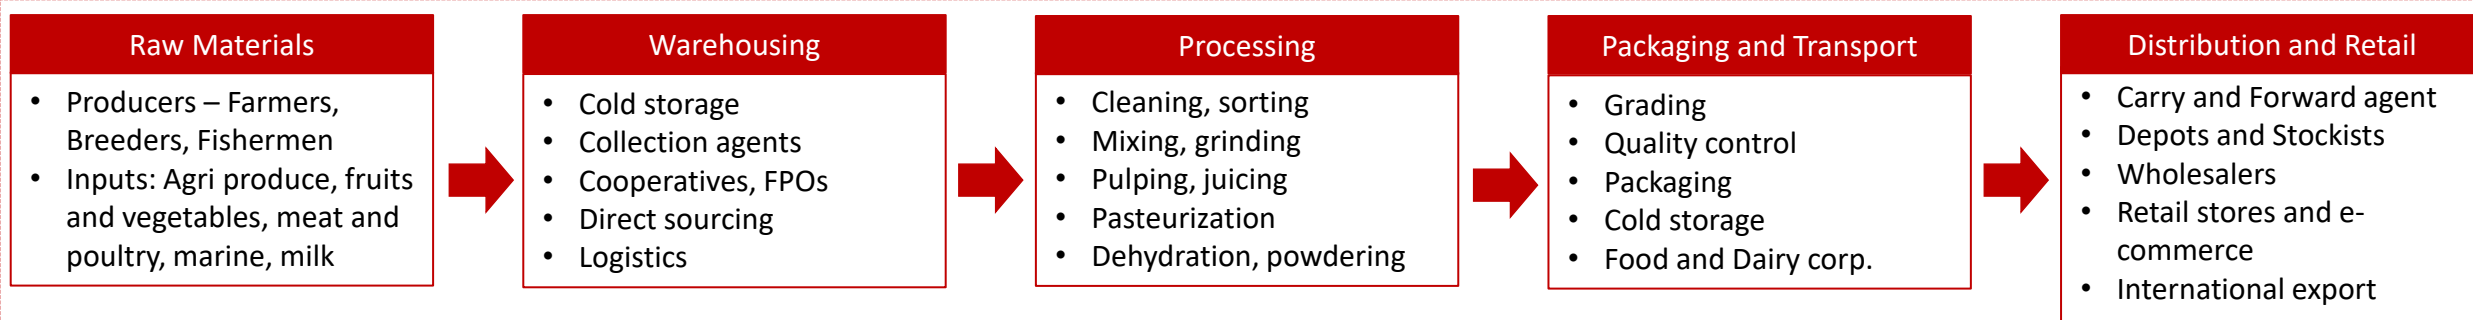 Raw Materials
• Producers – Farmers,
Breeders, Fishermen
• Inputs: Agri produce, fruits
and vegetables, meat and
poultry, marine, milk
Warehousing
• Cold storage
• Collection agents
• Cooperatives, FPOs
• Direct sourcing
• Logistics
Processing
• Cleaning, sorting
• Mixing, grinding
• Pulping, juicing
• Pasteurization
• Dehydration, powdering
Packaging and Transport
• Grading
• Quality control
• Packaging
• Cold storage
• Food and Dairy corp.
Distribution and Retail
• Carry and Forward agent
• Depots and Stockists
• Wholesalers
• Retail stores and e-
commerce
• International export